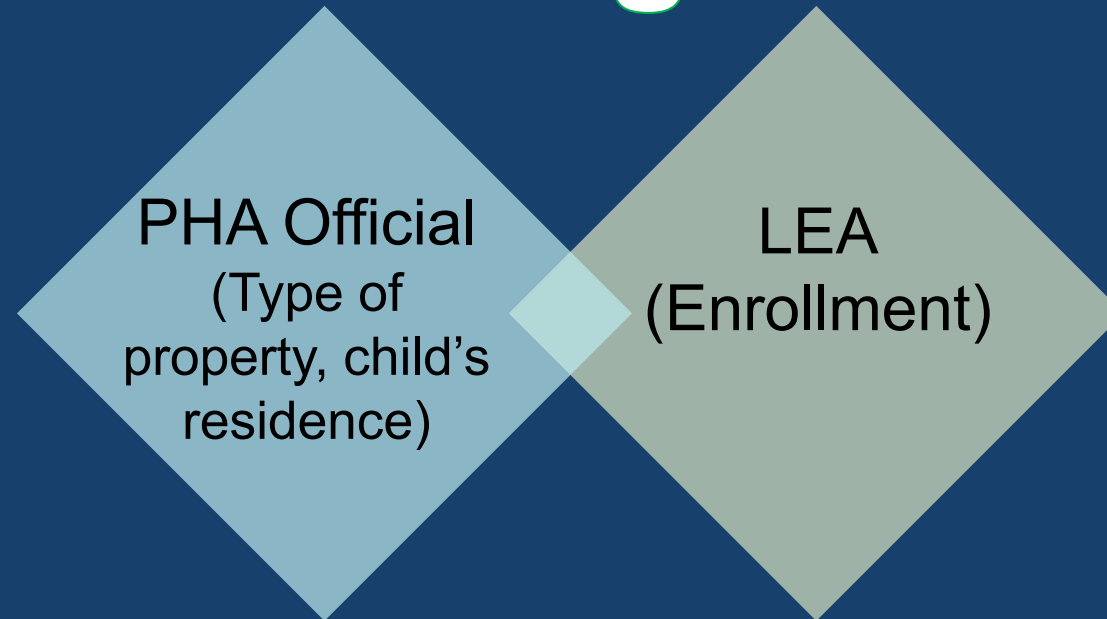 PHA Official
(Type of
property, child’s
residence)
LEA
(Enrollment)